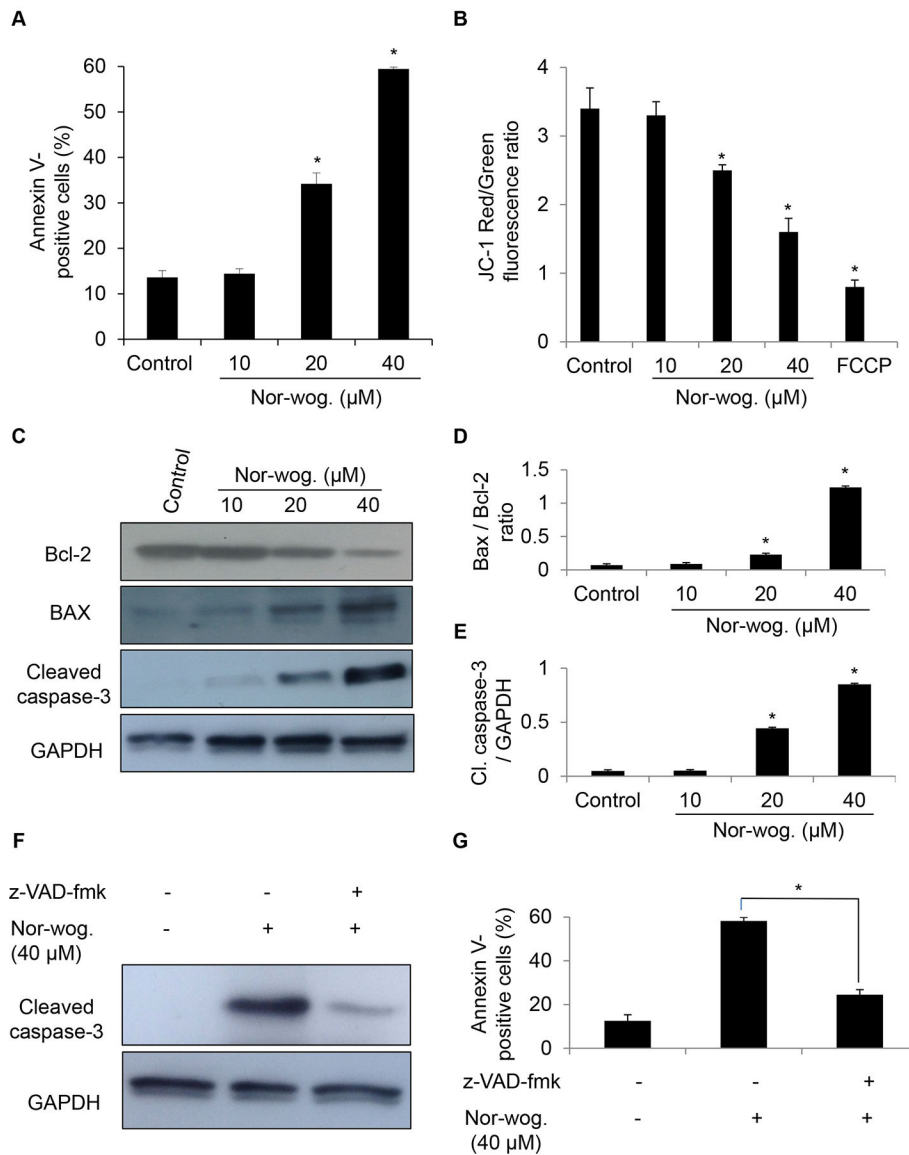 A
Annexin V-
positive cells (%)
60
50
40
30
20
10
0
*
*
Control
10
20
40
Nor-wog. (µM)
B
JC-1 Red/Green
fluorescence ratio
4
3
2
1
0
*
*
*
Control
10
20
40
FCCP
Nor-wog. (µM)
C
Control
Nor-wog. (µM)
10
20
40
Bcl-2
BAX
Cleaved
caspase-3
GAPDH
D
Bax / Bcl-2
ratio
1.5
1
0.5
0
*
*
Control
10
20
40
Nor-wog. (µM)
E
Cl. caspase-3
/ GAPDH
1
0.5
0
*
*
Control
10
20
40
Nor-wog. (µM)
F
z-VAD-fmk - - +
Nor-wog. - + +
(40 µM)
Cleaved
caspase-3
GAPDH
G
Annexin V-
positive cells (%)
60
40
20
0
*
z-VAD-fmk - - +
Nor-wog. - + +
(40 µM)